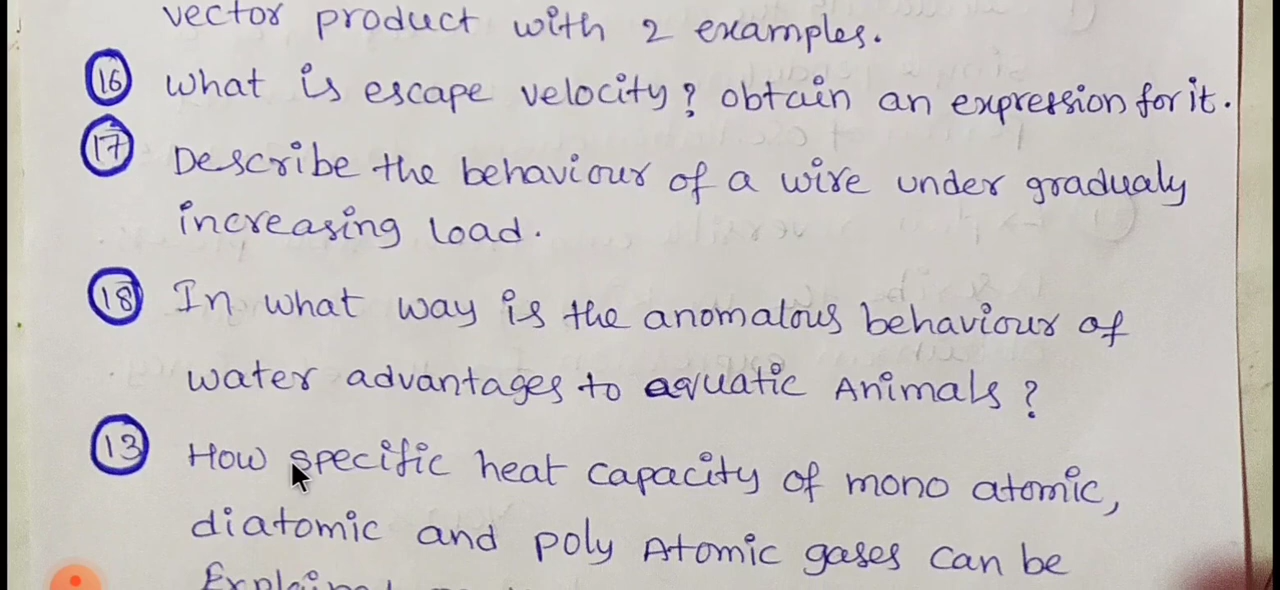 vector product with 2 examples.
16 What is escape velocity? obtain an expression for it.
17 Describe the behaviour of a wire under gradualy
increasing load.
18 In what way is the anomalous behaviour of
water advantages to aquatic Animals?
13 How specific heat capacity of mono atomic,
diatomic and poly Atomic gases can be